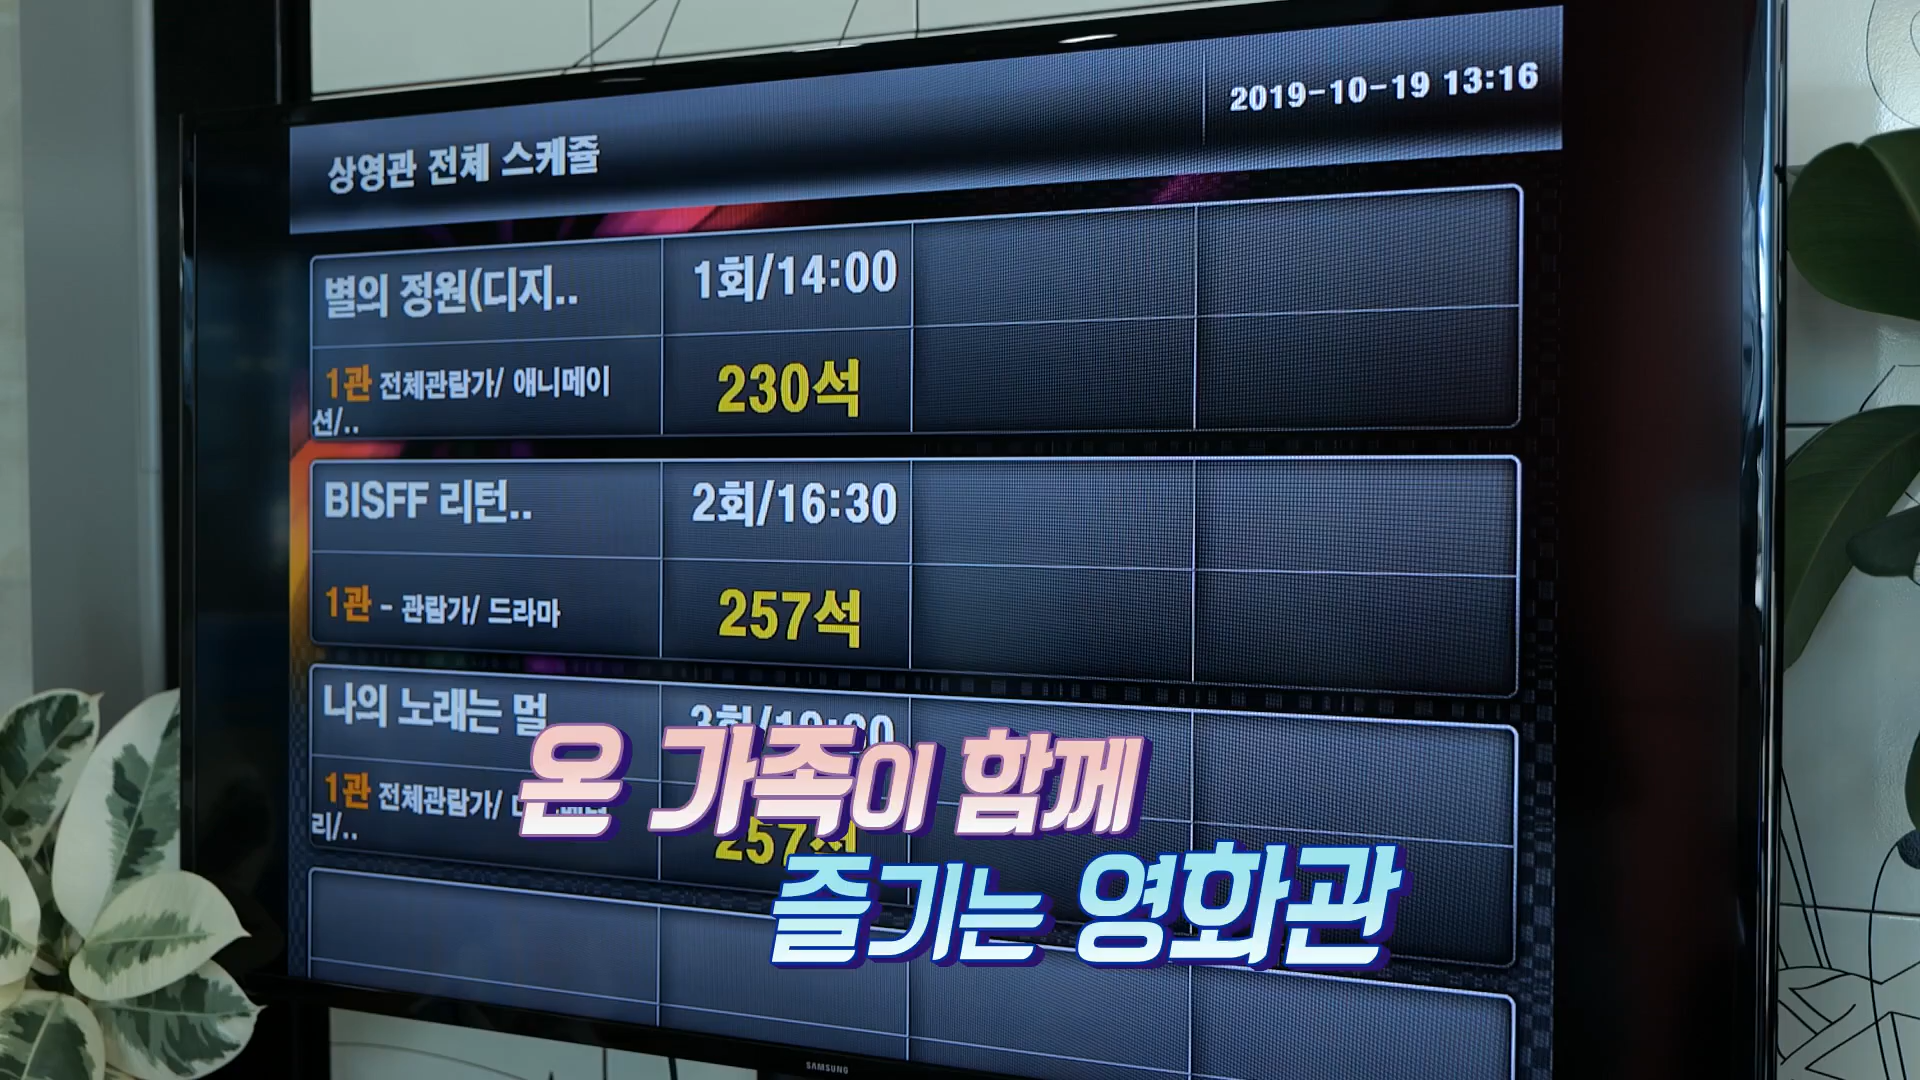 상영관 전체 스케쥴
2019-10-19 13:16
별의 정원(디지..
1회/14:00
1관 전체관람가/ 애니메이
션/..
230석
BISFF 리턴..
2회/16:30
1관 - 관람가/ 드라마
257석
나의 노래는 멀
1관 전체관람가/
리/..
257석
온 가족이 함께
즐기는 영화관
SAMSUNG